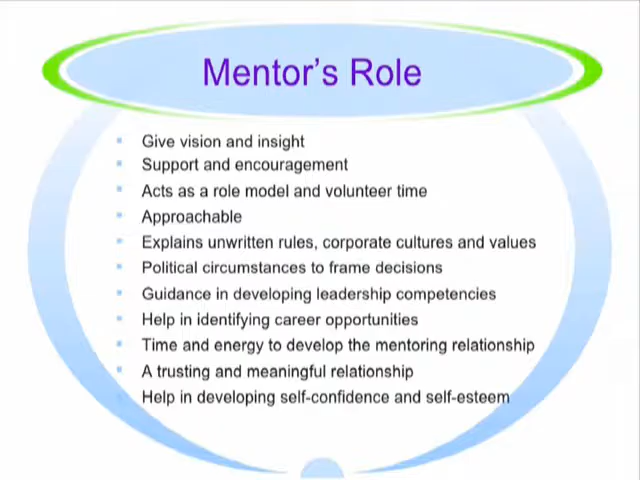 Mentor's Role
Give vision and insight
Support and encouragement
Acts as a role model and volunteer time
Approachable
Explains unwritten rules, corporate cultures and values
Political circumstances to frame decisions
Guidance in developing leadership competencies
Help in identifying career opportunities
Time and energy to develop the mentoring relationship
A trusting and meaningful relationship
Help in developing self-confidence and self-esteem